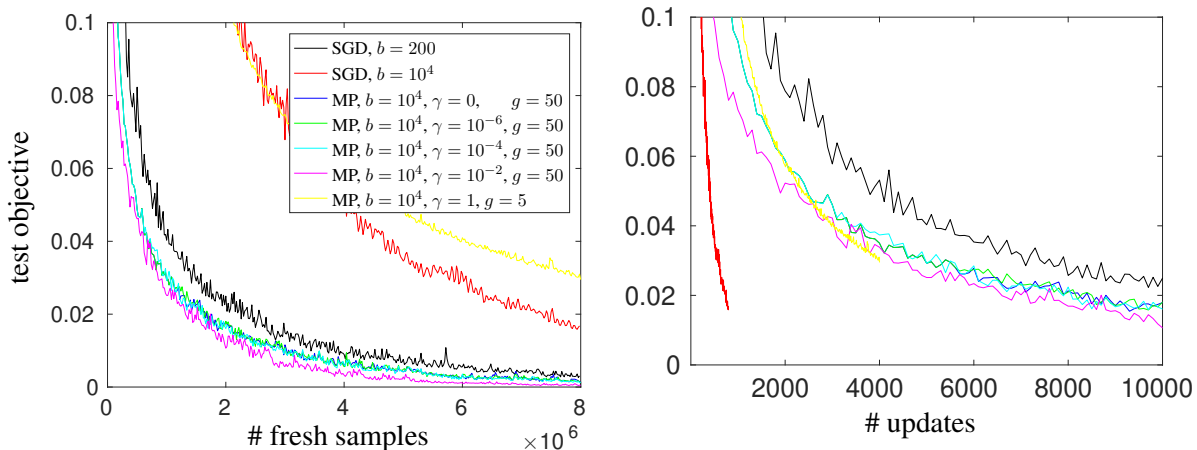 0.1
0.08
0.06
0.04
0.02
0
test objective
SGD, b = 200
SGD, b = 10^4
MP, b = 10^4, γ = 0, g = 50
MP, b = 10^4, γ = 10^{-6}, g = 50
MP, b = 10^4, γ = 10^{-4}, g = 50
MP, b = 10^4, γ = 10^{-2}, g = 50
MP, b = 10^4, γ = 1, g = 5
0 2 4 6 8
# fresh samples
×10^6
0.1
0.08
0.06
0.04
0.02
0
2000 4000 6000 8000 10000
# updates